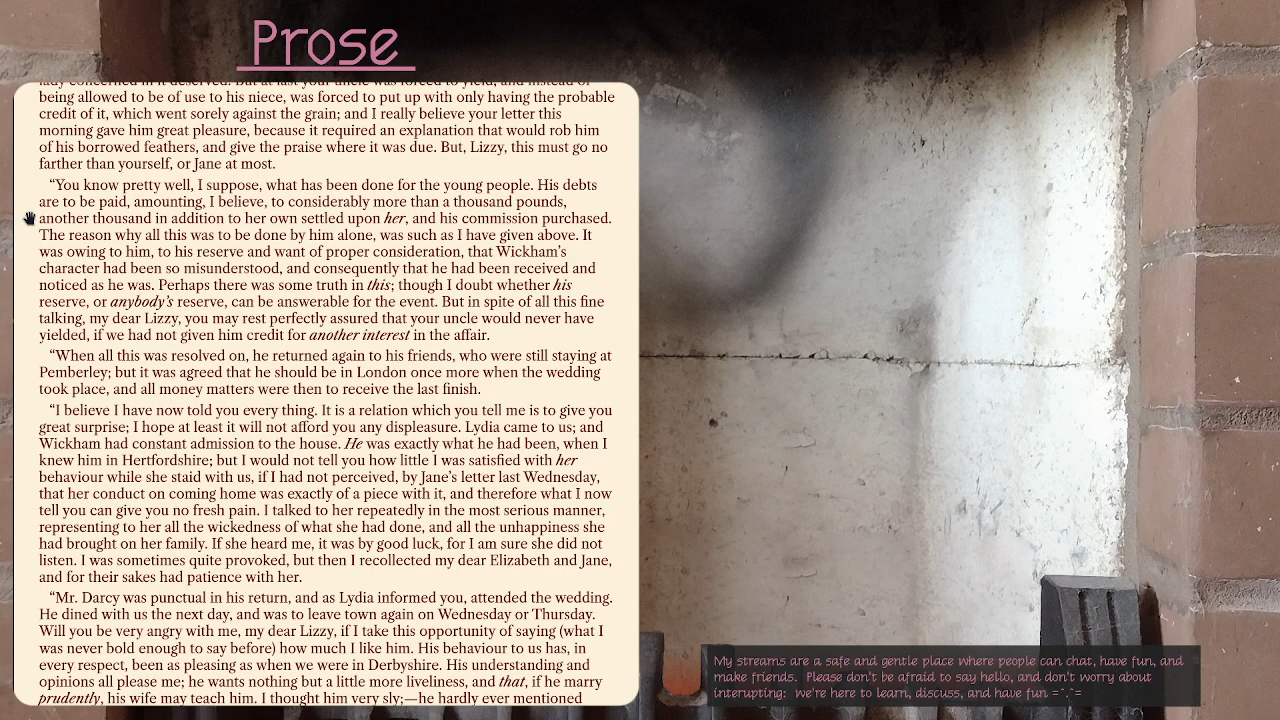 Prose
lady concerned in it deserved. But at last your uncle was forced to yield, and instead of
being allowed to be of use to his niece, was forced to put up with only having the probable
credit of it, which went sorely against the grain; and I really believe your letter this
morning gave him great pleasure, because it required an explanation that would rob him
of his borrowed feathers, and give the praise where it was due. But, Lizzy, this must go no
farther than yourself, or Jane at most.
“You know pretty well, I suppose, what has been done for the young people. His debts
are to be paid, amounting, I believe, to considerably more than a thousand pounds,
another thousand in addition to her own settled upon her, and his commission purchased.
The reason why all this was to be done by him alone, was such as I have given above. It
was owing to him, to his reserve and want of proper consideration, that Wickham’s
character had been so misunderstood, and consequently that he had been received and
noticed as he was. Perhaps there was some truth in this; though I doubt whether his
reserve, or anybody’s reserve, can be answerable for the event. But in spite of all this fine
talking, my dear Lizzy, you may rest perfectly assured that your uncle would never have
yielded, if we had not given him credit for another interest in the affair.
“When all this was resolved on, he returned again to his friends, who were still staying at
Pemberley; but it was agreed that he should be in London once more when the wedding
took place, and all money matters were then to receive the last finish.
“I believe I have now told you every thing. It is a relation which you tell me is to give you
great surprise; I hope at least it will not afford you any displeasure. Lydia came to us; and
Wickham had constant admission to the house. He was exactly what he had been, when I
knew him in Hertfordshire; but I would not tell you how little I was satisfied with her
behaviour while she staid with us, if I had not perceived, by Jane’s letter last Wednesday,
that her conduct on coming home was exactly of a piece with it, and therefore what I now
tell you can give you no fresh pain. I talked to her repeatedly in the most serious manner,
representing to her all the wickedness of what she had done, and all the unhappiness she
had brought on her family. If she heard me, it was by good luck, for I am sure she did not
listen. I was sometimes quite provoked, but then I recollected my dear Elizabeth and Jane,
and for their sakes had patience with her.
“Mr. Darcy was punctual in his return, and as Lydia informed you, attended the wedding.
He dined with us the next day, and was to leave town again on Wednesday or Thursday.
Will you be very angry with me, my dear Lizzy, if I take this opportunity of saying (what I
was never bold enough to say before) how much I like him. His behaviour to us has, in
every respect, been as pleasing as when we were in Derbyshire. His understanding and
opinions all please me; he wants nothing but a little more liveliness, and that, if he marry
prudently, his wife may teach him. I thought him very sly;—he hardly ever mentioned
My streams are a safe and gentle place where people can chat, have fun, and
make friends. Please don't be afraid to say hello, and don't worry about
interupting: we're here to learn, discuss, and have fun =^.^=